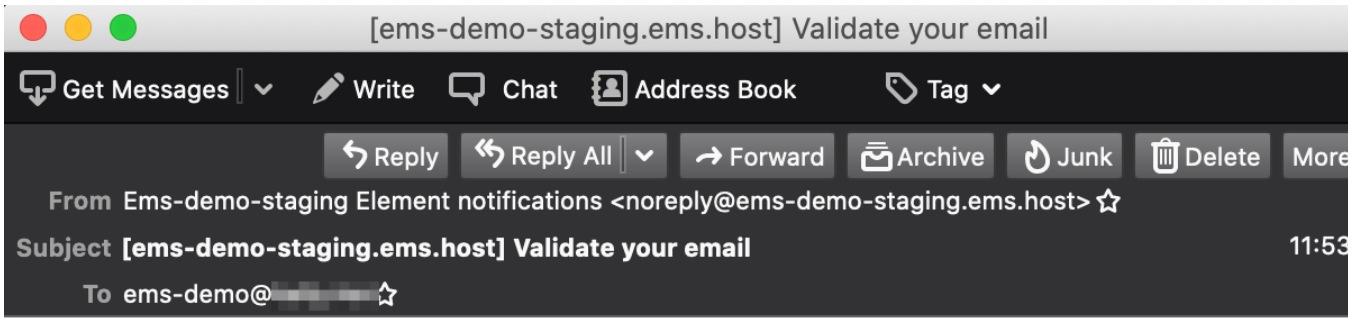 [ems-demo-staging.ems.host] Validate your email
Get Messages Write Chat Address Book Tag
Reply Reply All Forward Archive Junk Delete More
From Ems-demo-staging Element notifications <noreply@ems-demo-staging.ems.host>
Subject [ems-demo-staging.ems.host] Validate your email 11:53
To ems-demo@